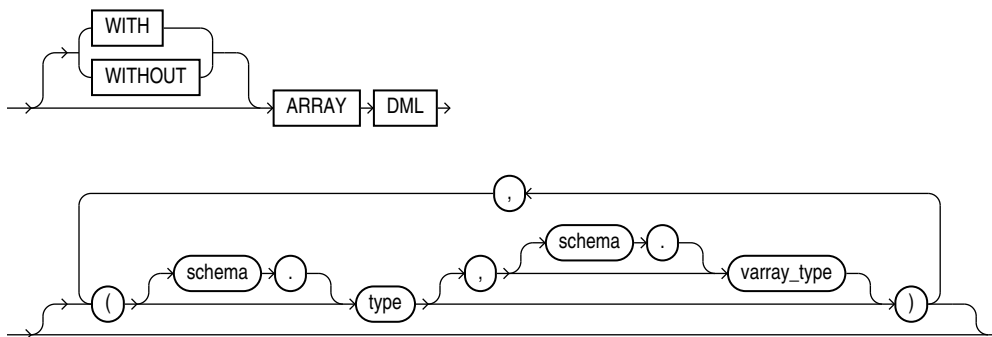 WITH
WITHOUT
ARRAY DML
,
schema .
schema .
( type , varray_type )